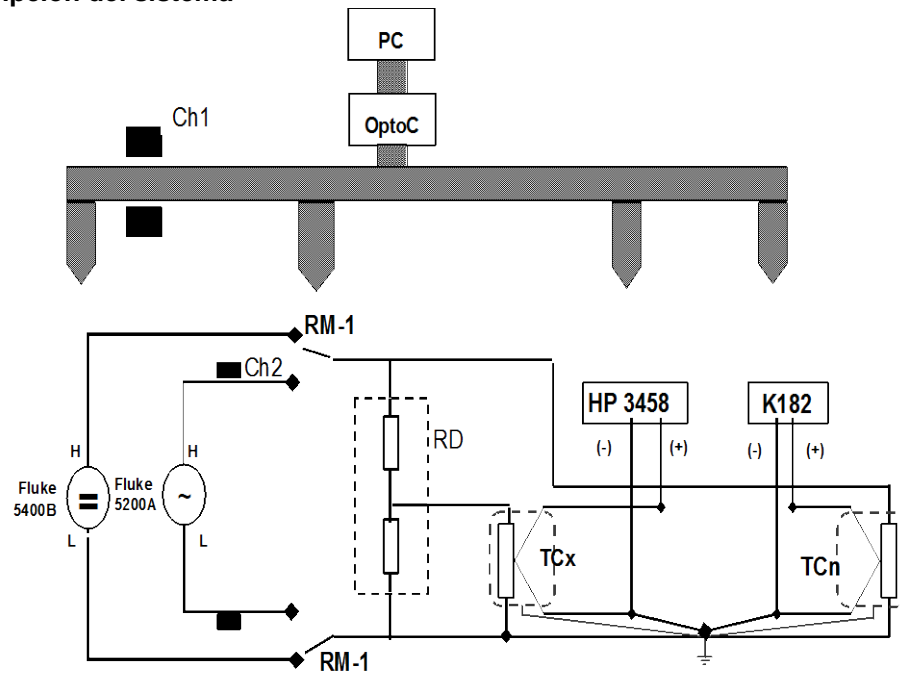 ipción del sistema
PC
Ch1
OptoC
RM-1
Ch2
HP 3458
K182
RD
(-)
(+)
(-)
(+)
H
H
Fluke
5400B
Fluke
5200A
~
L
L
TCx
TCn
RM-1